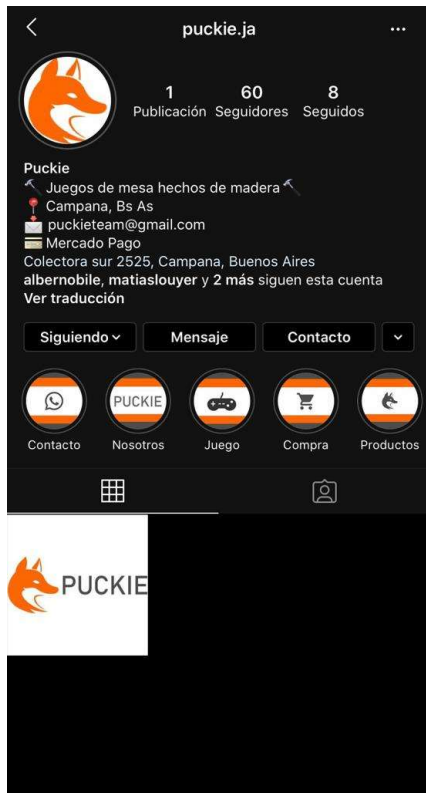 puckie.ja
1 60 8
Publicación Seguidores Seguidos
Puckie
Juegos de mesa hechos de madera
Campana, Bs As
puckieteam@gmail.com
Mercado Pago
Colectora sur 2525, Campana, Buenos Aires
albernobile, matiaslouyer y 2 más siguen esta cuenta
Ver traducción
Siguiendo Mensaje Contacto
PUCKIE
Contacto Nosotros Juego Compra Productos
PUCKIE